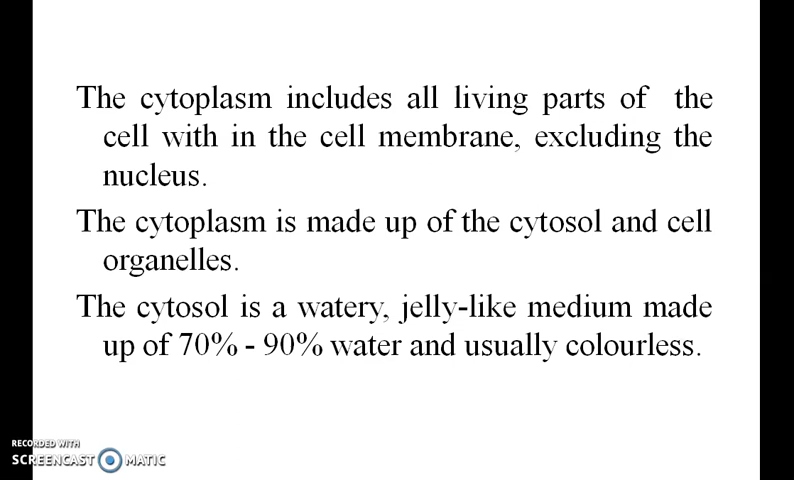 The cytoplasm includes all living parts of the
cell with in the cell membrane, excluding the
nucleus.
The cytoplasm is made up of the cytosol and cell
organelles.
The cytosol is a watery, jelly-like medium made
up of 70% - 90% water and usually colourless.
RECORDED WITH
SCREENCAST MATIC